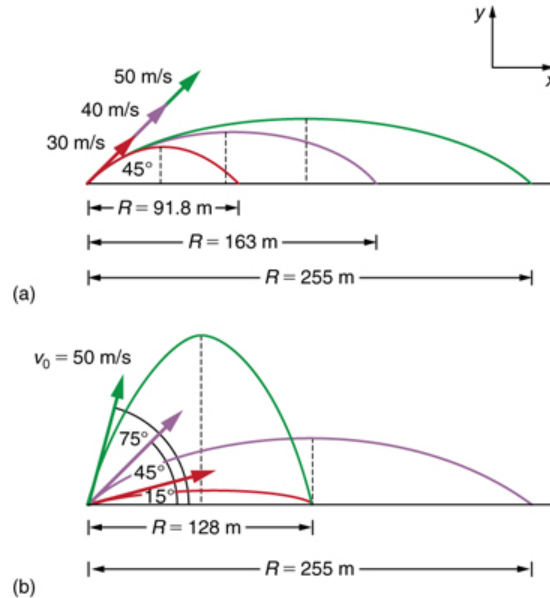 y
x
50 m/s
40 m/s
30 m/s
45°
R = 91.8 m
R = 163 m
R = 255 m
(a)
v₀ = 50 m/s
75°
45°
15°
R = 128 m
R = 255 m
(b)